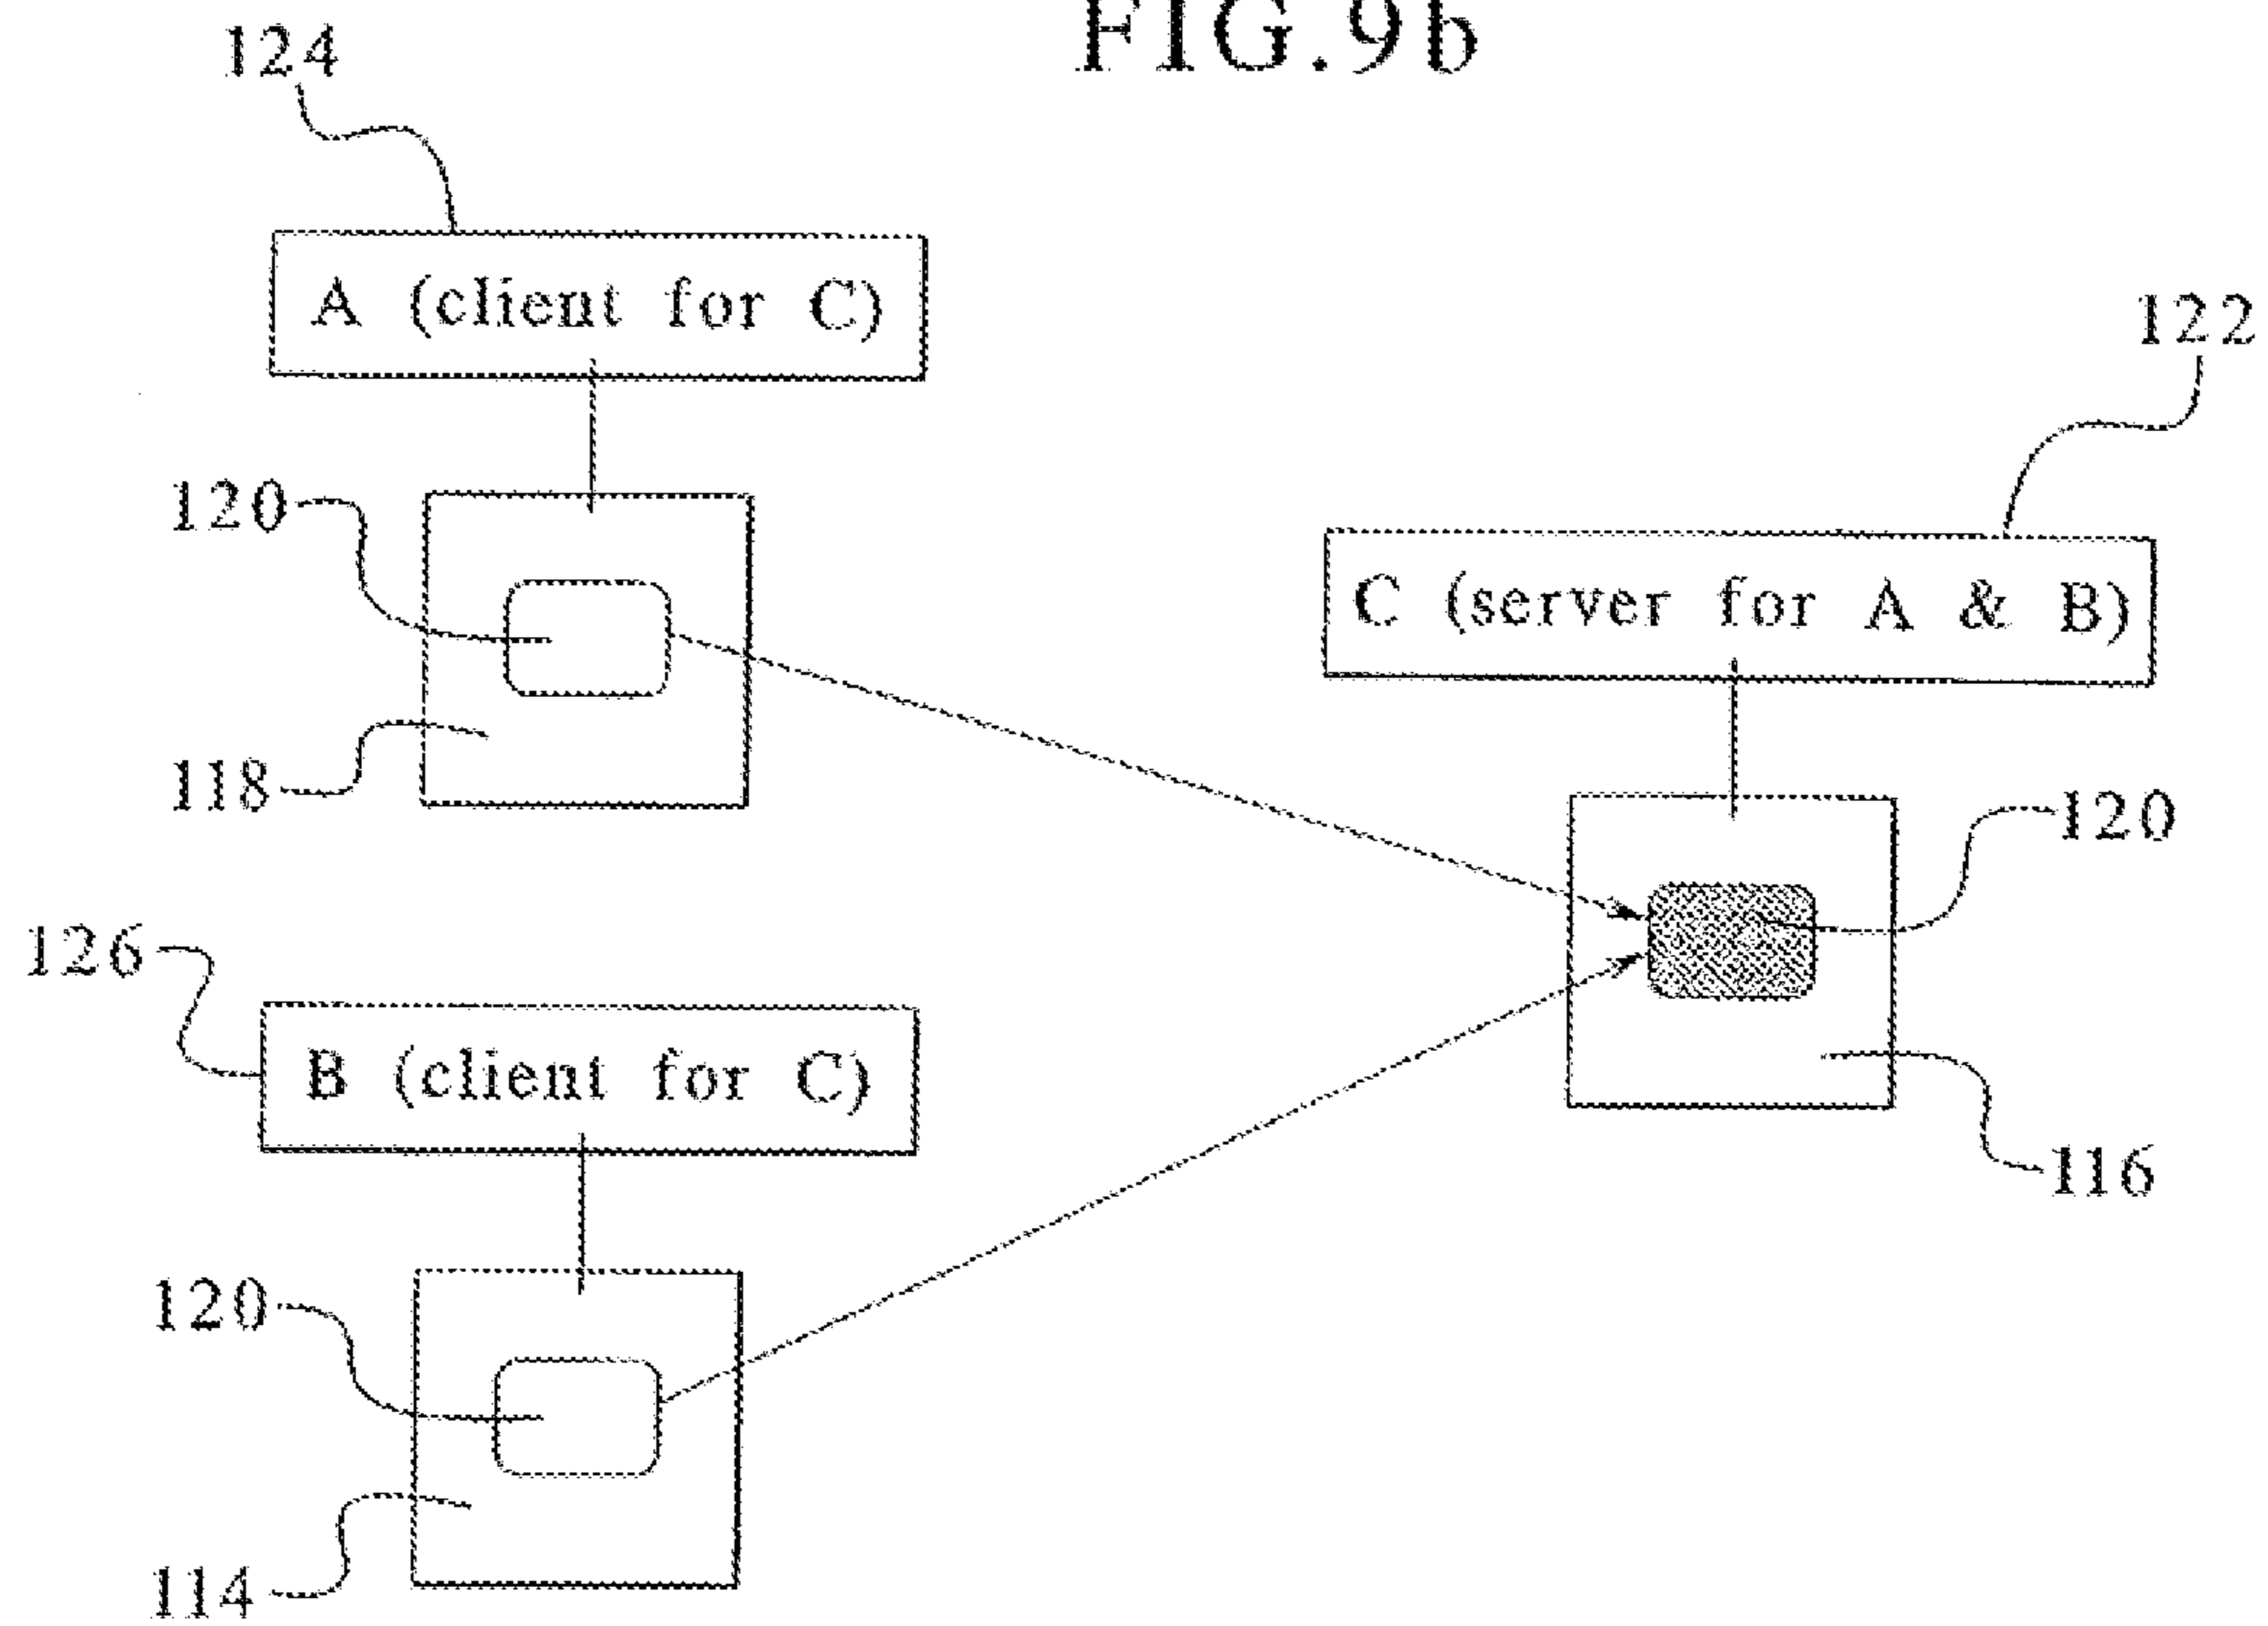 FIG.9b
124
A (client for C)
122
120
C (server for A & B)
118
120
126
B (client for C)
116
120
114